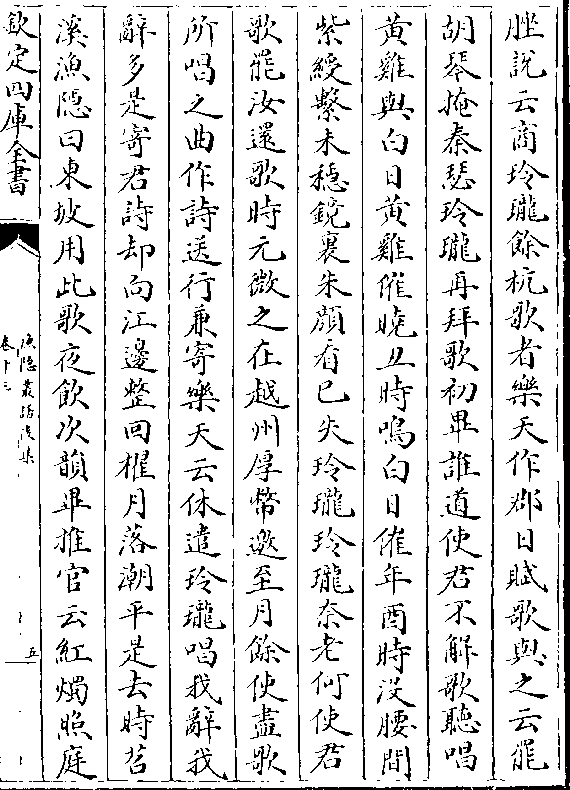 脞說云商玲瓏餘杭歌者樂天作郡日賦歌與之云罷
胡琴掩秦瑟玲瓏再拜歌初畢誰道使君不解歌聽唱
黃雞與白日黃雞催曉丑時鳴白日催年酉時没腰間
紫綬繫未穩鏡裏朱顔看已失玲瓏玲瓏奈老何使君
歌罷汝還歌時元微之在越州厚幣邀至月餘使盡歌
所唱之曲作詩送行兼寄樂天云休遣玲瓏唱我辭我
辭多是寄君詩却向江邊整回櫂月落潮平是去時苕
溪漁隱曰東坡用此歌夜飲次韻畢推官云紅燭照庭
欽定四庫全書
漁隱叢話後集
卷十三
五